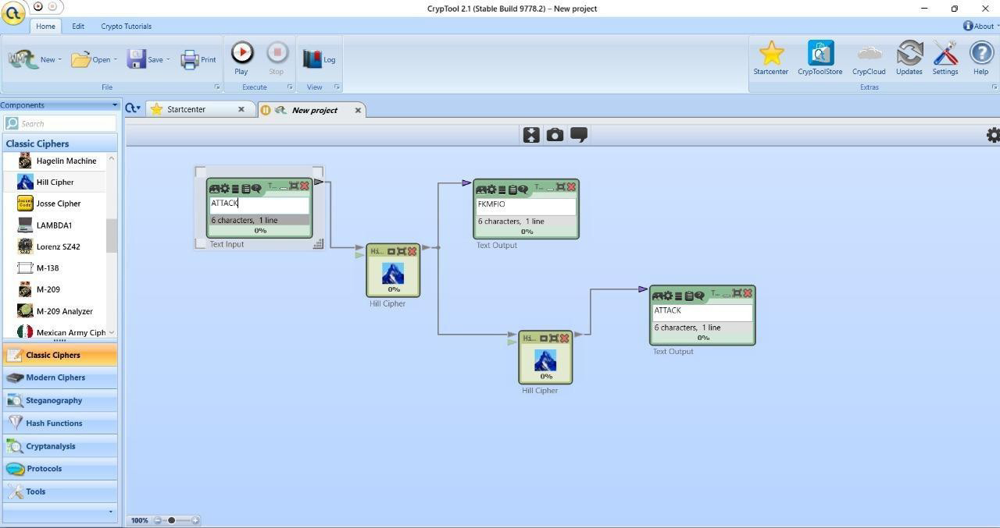 CrypTool 2.1 (Stable Build 9778.2) – New project
Home Edit Crypto Tutorials About
New Open Save Print Play Stop Log Startcenter CrypToolStore CrypCloud Updates Settings Help
File Execute View Extras
Components
Startcenter New project
Search
Classic Ciphers
Hagelin Machine
Hill Cipher
Josse Cipher
LAMBDA1
Lorenz SZ42
M-138
M-209
M-209 Analyzer
Mexican Army Ciph
Classic Ciphers
Modern Ciphers
Steganography
Hash Functions
Cryptanalysis
Protocols
Tools
T...
ATTACK
6 characters, 1 line
0%
Text Input
T...
FKMFIO
6 characters, 1 line
0%
Text Output
Hi...
0%
Hill Cipher
T...
ATTACK
6 characters, 1 line
0%
Text Output
Hi...
0%
Hill Cipher
100%